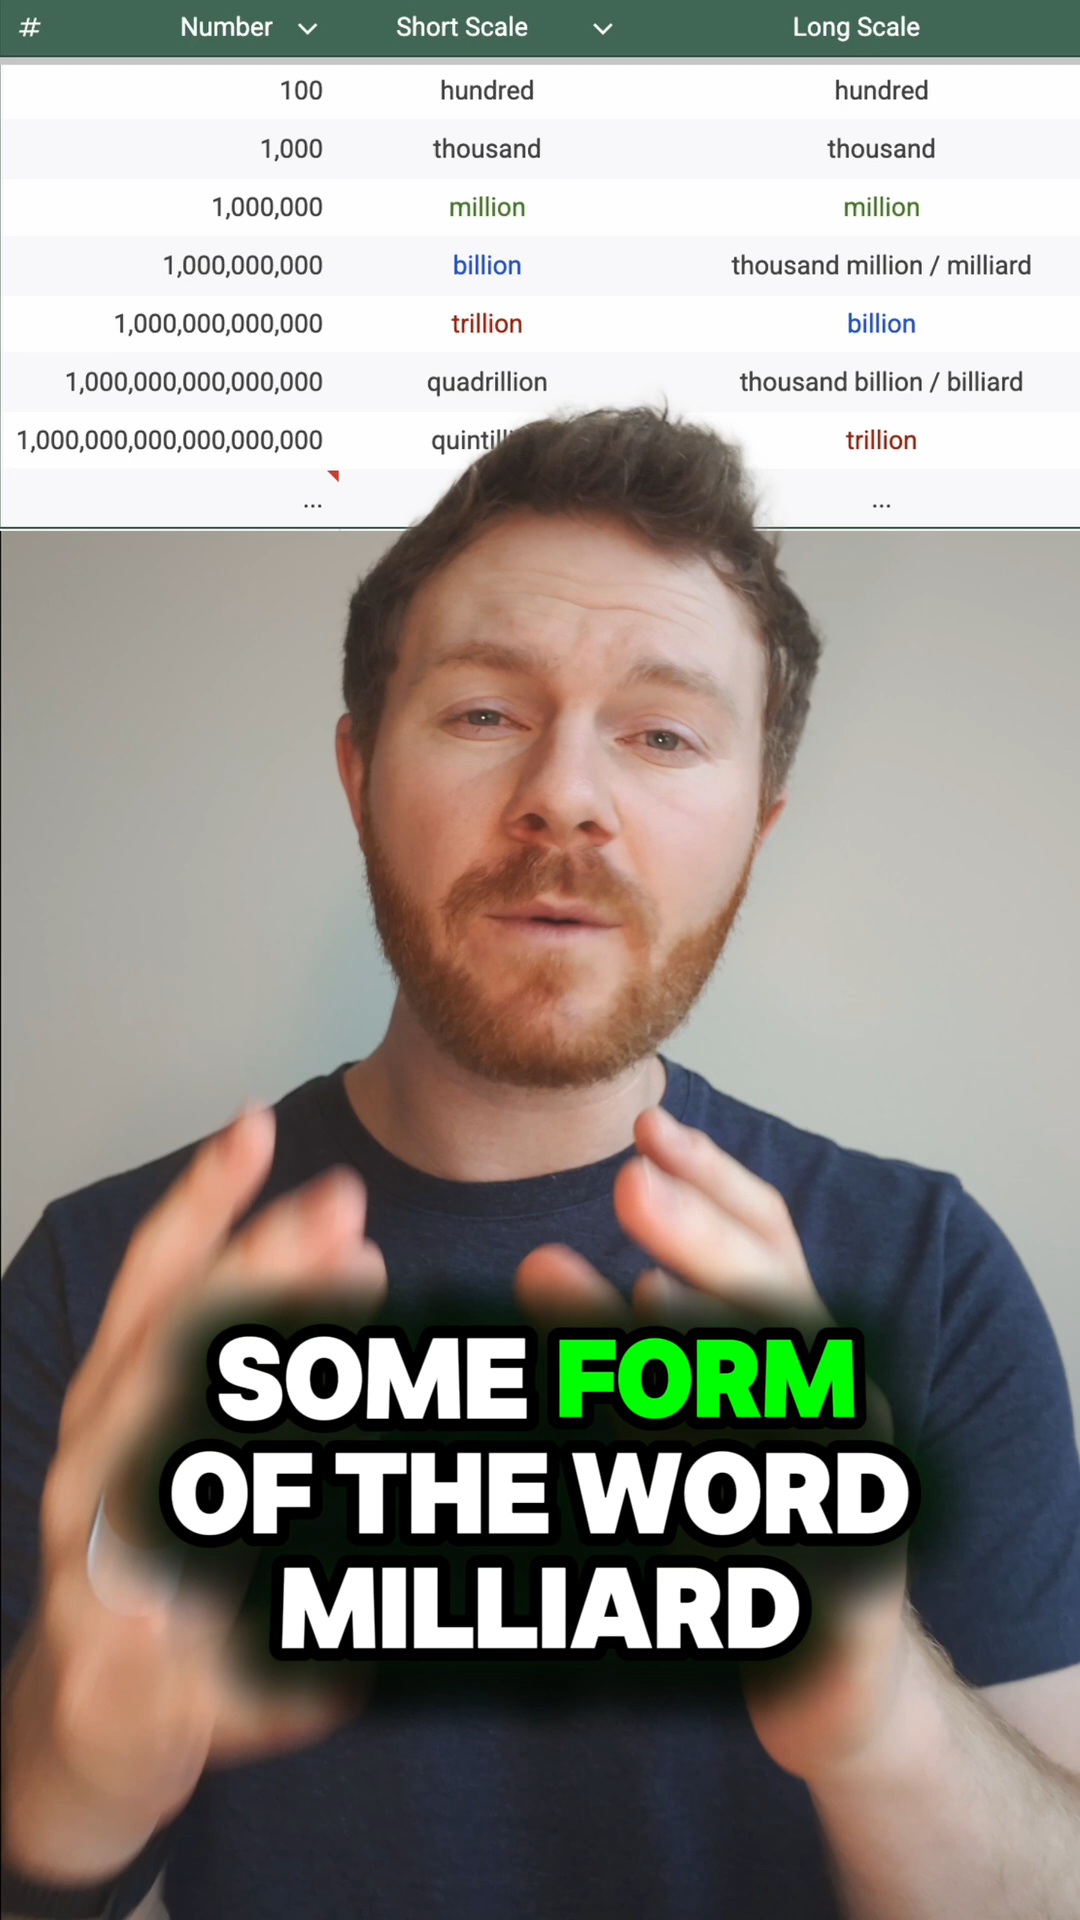 # Number Short Scale Long Scale
100 hundred hundred
1,000 thousand thousand
1,000,000 million million
1,000,000,000 billion thousand million / milliard
1,000,000,000,000 trillion billion
1,000,000,000,000,000 quadrillion thousand billion / billiard
1,000,000,000,000,000,000 trillion
... ...
SOME FORM
OF THE WORD
MILLIARD